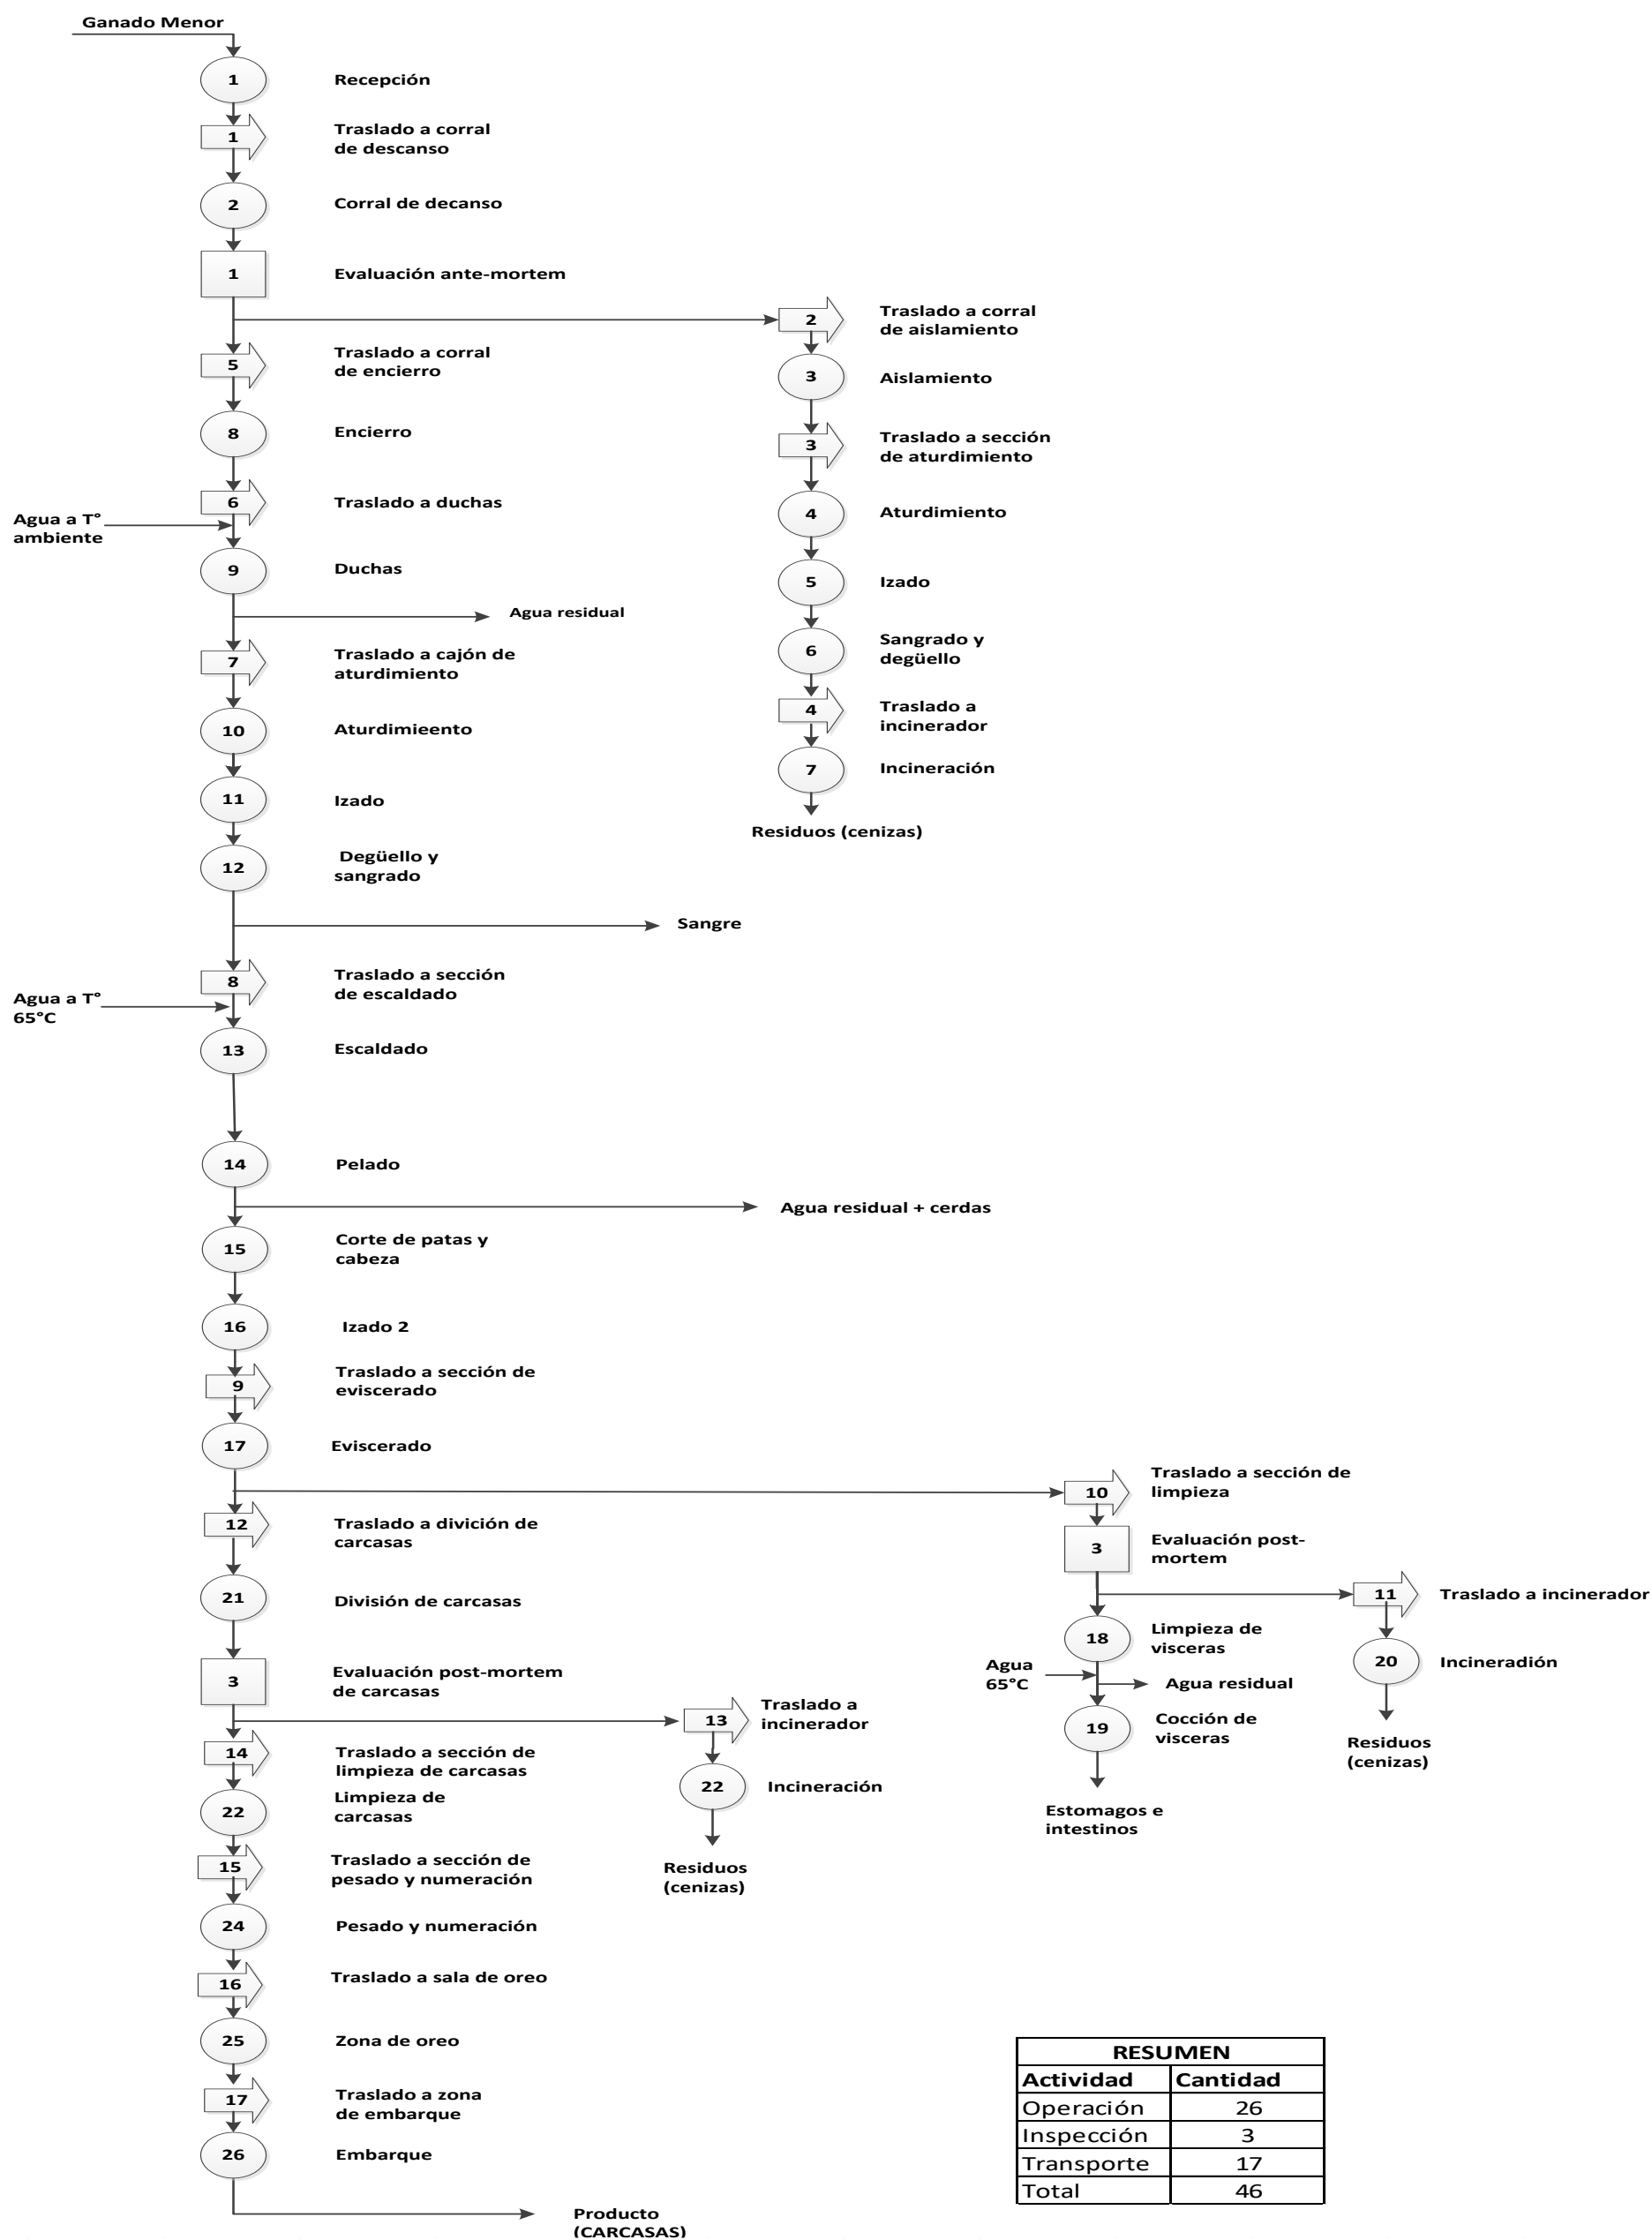 Ganado Menor
1
Recepción
1
Traslado a corral
de descanso
2
Corral de decanso
1
Evaluación ante-mortem
2
Traslado a corral
de aislamiento
5
Traslado a corral
de encierro
3
Aislamiento
8
Encierro
3
Traslado a sección
de aturdimiento
6
Traslado a duchas
Agua a T°
ambiente
4
Aturdimiento
9
Duchas
5
Izado
Agua residual
7
Traslado a cajón de
aturdimiento
6
Sangrado y
degüello
10
Aturdimieento
4
Traslado a
incinerador
11
Izado
7
Incineración
Residuos (cenizas)
12
Degüello y
sangrado
Sangre
8
Traslado a sección
de escaldado
Agua a T°
65°C
13
Escaldado
14
Pelado
Agua residual + cerdas
15
Corte de patas y
cabeza
16
Izado 2
9
Traslado a sección de
eviscerado
17
Eviscerado
10
Traslado a sección de
limpieza
12
Traslado a divición de
carcasas
3
Evaluación post-
mortem
21
División de carcasas
11
Traslado a incinerador
18
Limpieza de
visceras
20
Incineradión
3
Evaluación post-mortem
de carcasas
Agua
65°C
Agua residual
13
Traslado a
incinerador
19
Cocción de
visceras
Residuos
(cenizas)
14
Traslado a sección de
limpieza de carcasas
22
Incineración
22
Limpieza de
carcasas
Estomagos e
intestinos
15
Traslado a sección de
pesado y numeración
Residuos
(cenizas)
24
Pesado y numeración
16
Traslado a sala de oreo
25
Zona de oreo
17
Traslado a zona
de embarque
26
Embarque
Producto
(CARCASAS)
RESUMEN
Actividad Cantidad
Operación 26
Inspección 3
Transporte 17
Total 46